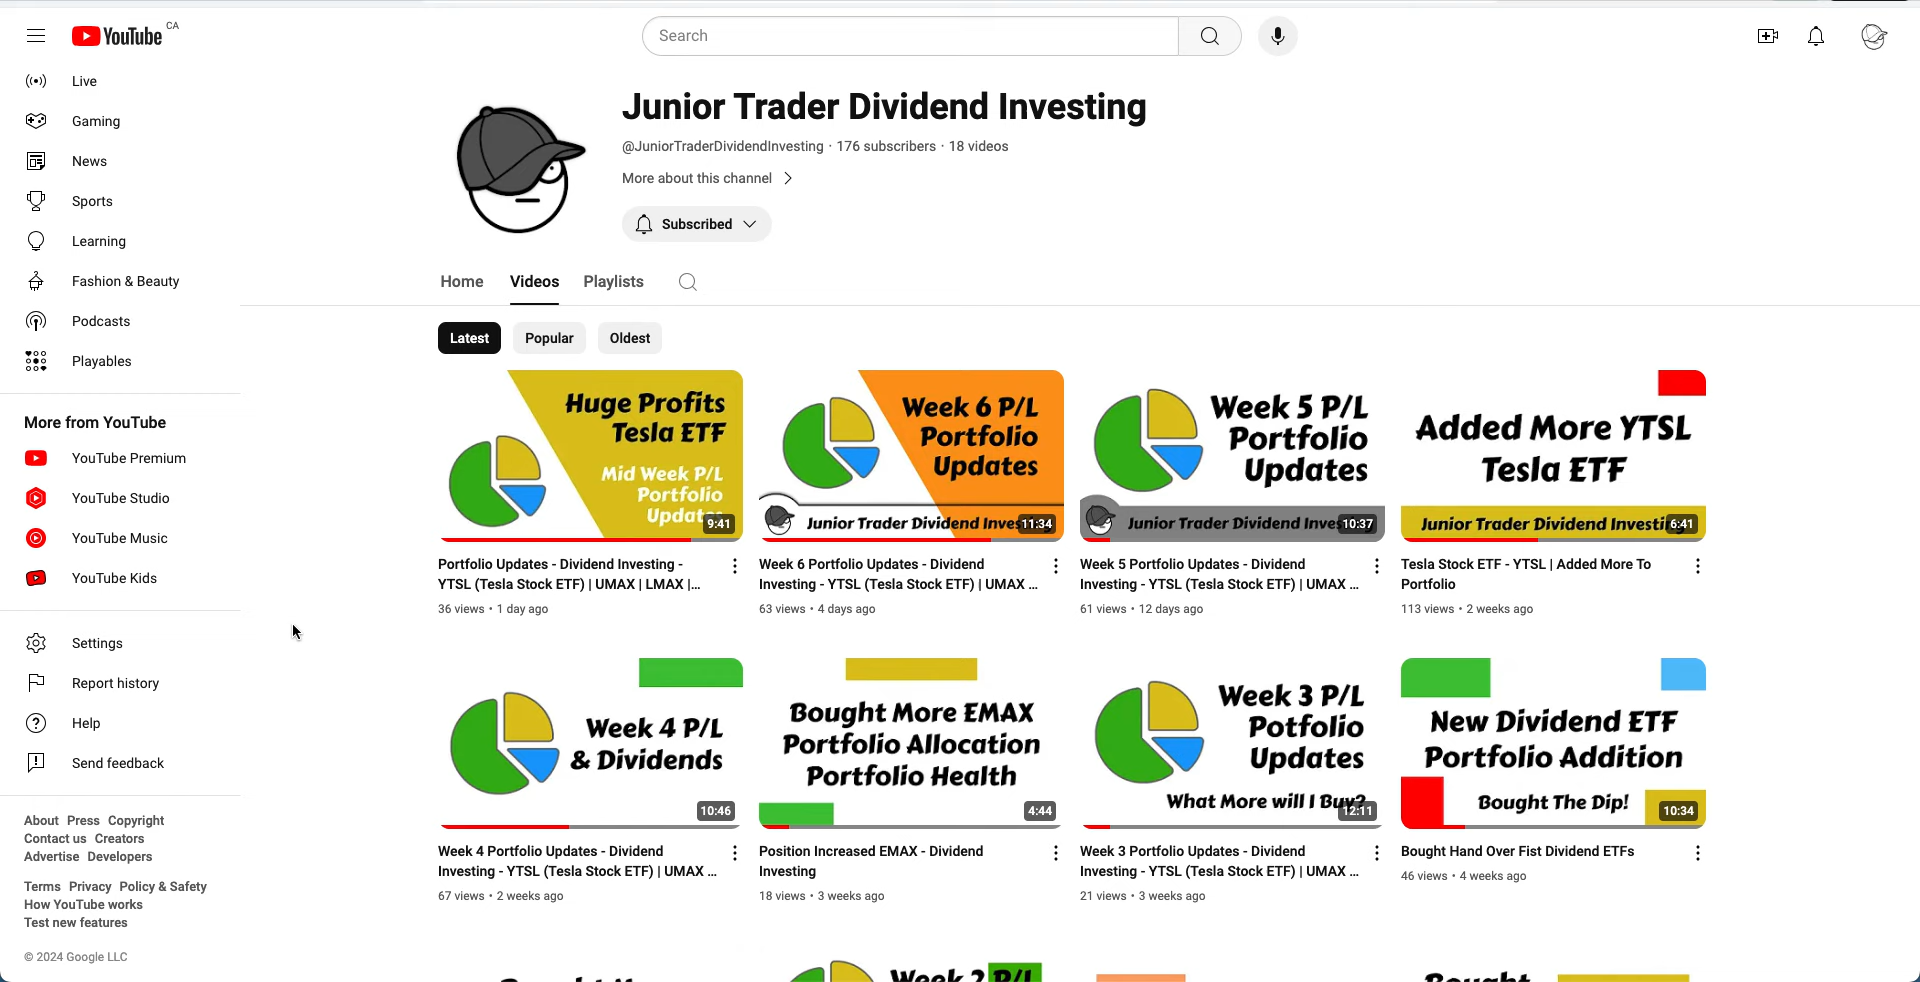 YouTube CA
Search
Live
Gaming
News
Sports
Learning
Fashion & Beauty
Podcasts
Playables
More from YouTube
YouTube Premium
YouTube Studio
YouTube Music
YouTube Kids
Settings
Report history
Help
Send feedback
About Press Copyright
Contact us Creators
Advertise Developers
Terms Privacy Policy & Safety
How YouTube works
Test new features
© 2024 Google LLC
Junior Trader Dividend Investing
@JuniorTraderDividendInvesting · 176 subscribers · 18 videos
More about this channel
Subscribed
Home Videos Playlists
Latest Popular Oldest
Huge Profits
Tesla ETF
Mid Week P/L
Portfolio
9:41
Portfolio Updates - Dividend Investing -
YTSL (Tesla Stock ETF) | UMAX | LMAX |...
36 views • 1 day ago
Week 6 P/L
Portfolio
Updates
Junior Trader Dividend
11:34
Week 6 Portfolio Updates - Dividend
Investing - YTSL (Tesla Stock ETF) | UMAX ...
63 views • 4 days ago
Week 5 P/L
Portfolio
Updates
Junior Trader Dividend
10:37
Week 5 Portfolio Updates - Dividend
Investing - YTSL (Tesla Stock ETF) | UMAX ...
61 views • 12 days ago
Added More YTSL
Tesla ETF
Junior Trader Dividend
6:41
Tesla Stock ETF - YTSL | Added More To
Portfolio
113 views • 2 weeks ago
Week 4 P/L
& Dividends
10:46
Week 4 Portfolio Updates - Dividend
Investing - YTSL (Tesla Stock ETF) | UMAX ...
67 views • 2 weeks ago
Bought More EMAX
Portfolio Allocation
Portfolio Health
4:44
Position Increased EMAX - Dividend
Investing
18 views • 3 weeks ago
Week 3 P/L
Potfolio
Updates
What More will I Buy?
12:11
Week 3 Portfolio Updates - Dividend
Investing - YTSL (Tesla Stock ETF) | UMAX ...
21 views • 3 weeks ago
New Dividend ETF
Portfolio Addition
Bought The Dip!
10:34
Bought Hand Over Fist Dividend ETFs
46 views • 4 weeks ago
Week 2 P/L
Bought